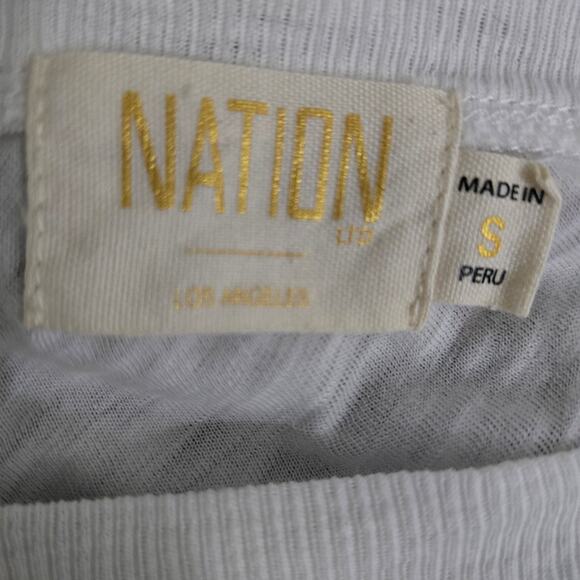 NATION
LTD
LOS ANGELES
MADE IN
S
PERU